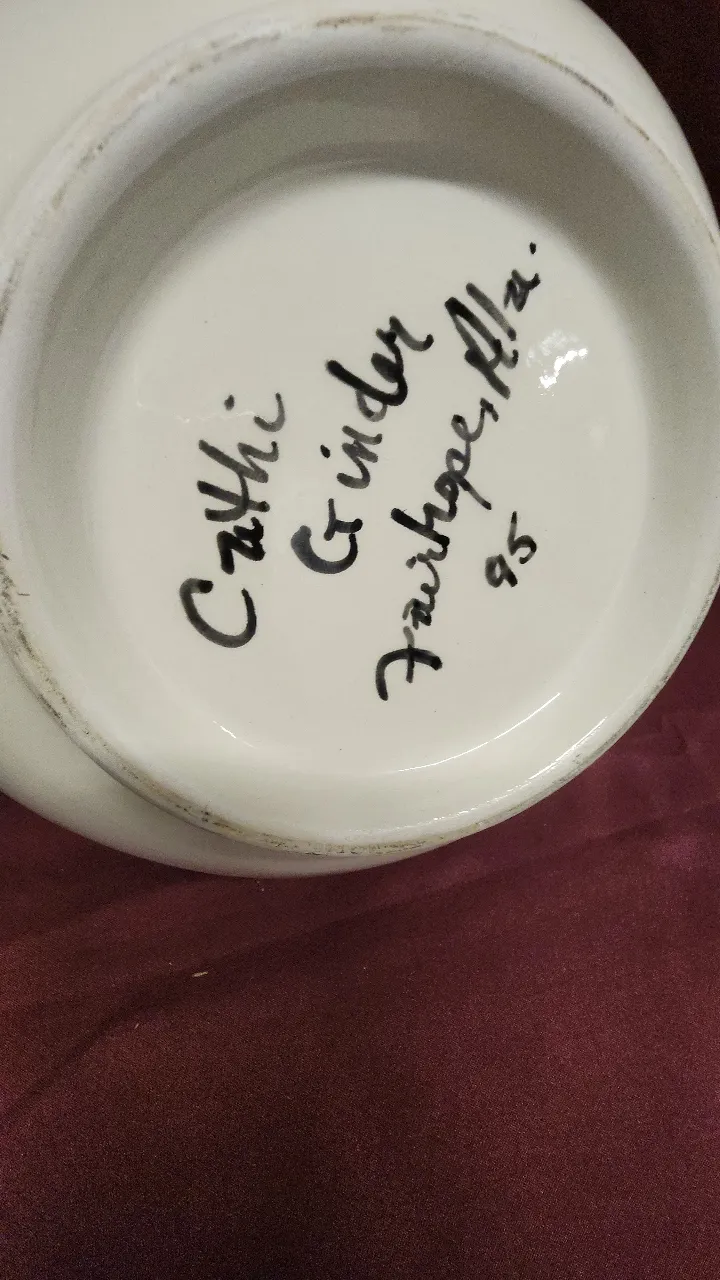 Cathi
Ginder
Fairhope, Ala.
95